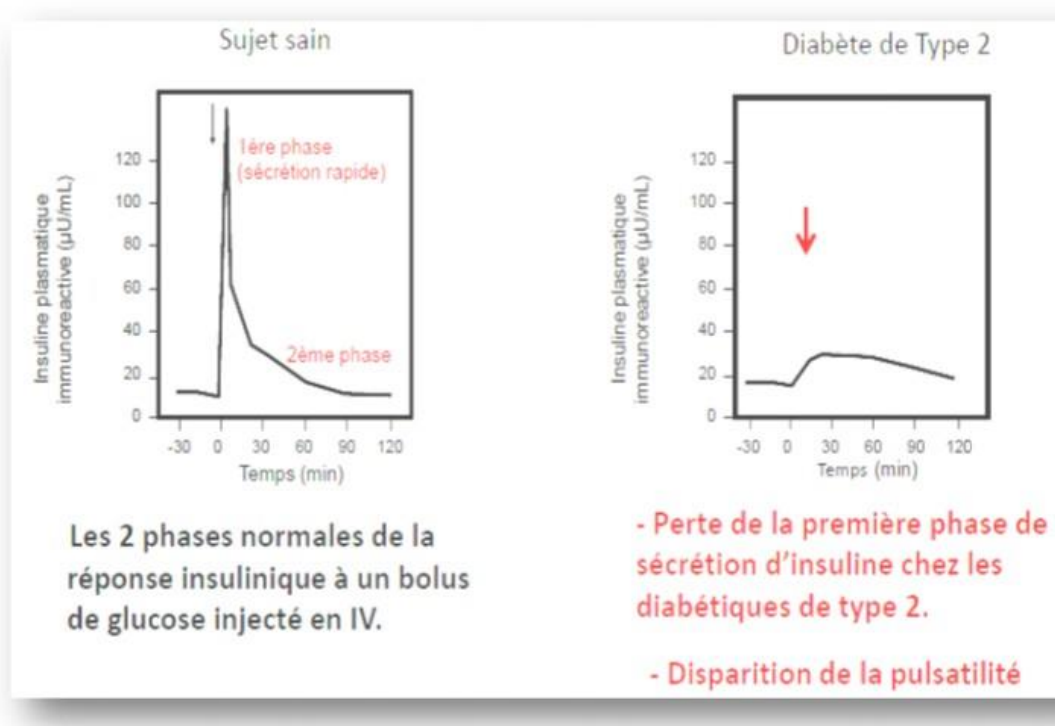 Sujet sain
Insuline plasmatique
immunoreactive (µU/mL)
120
100
80
60
40
20
0
1ére phase
(sécrétion rapide)
2éme phase
-30 0 30 60 90 120
Temps (min)
Les 2 phases normales de la
réponse insulinique à un bolus
de glucose injecté en IV.
Diabète de Type 2
Insuline plasmatique
immunoreactive (µU/mL)
120
100
80
60
40
20
0
-30 0 30 60 90 120
Temps (min)
- Perte de la première phase de
sécrétion d’insuline chez les
diabétiques de type 2.
- Disparition de la pulsatilité